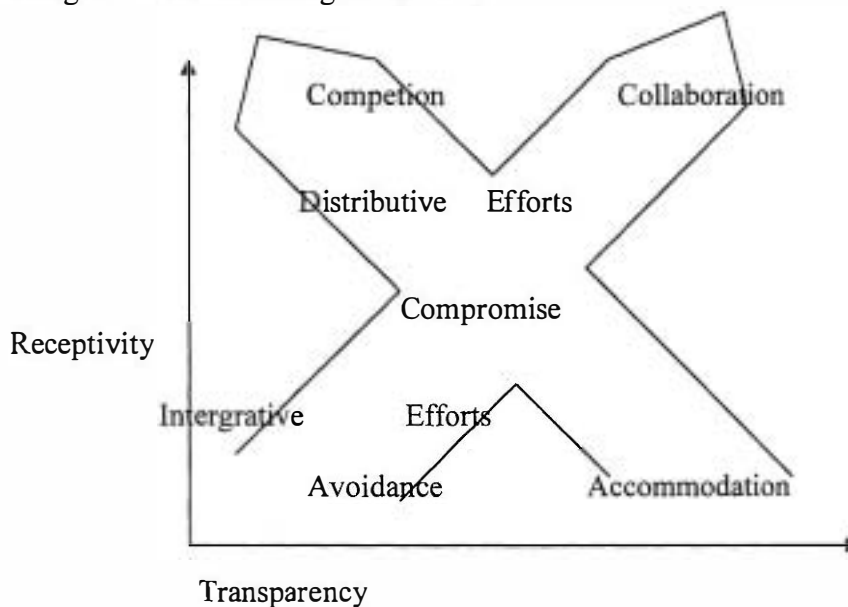 Competion Collaboration
Distributive Efforts
Compromise
Receptivity
Intergrative Efforts
Avoidance Accommodation
Transparency